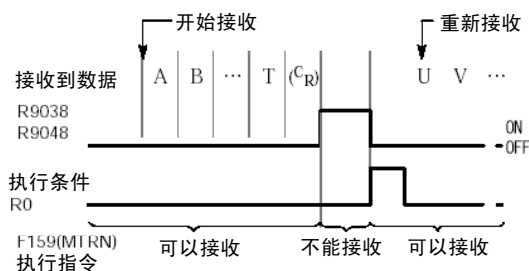 开始接收
重新接收
接收到数据 A B … T (CR) U V …
R9038
R9048
ON
OFF
执行条件
R0
F159(MTRN)
执行指令
可以接收 不能接收 可以接收